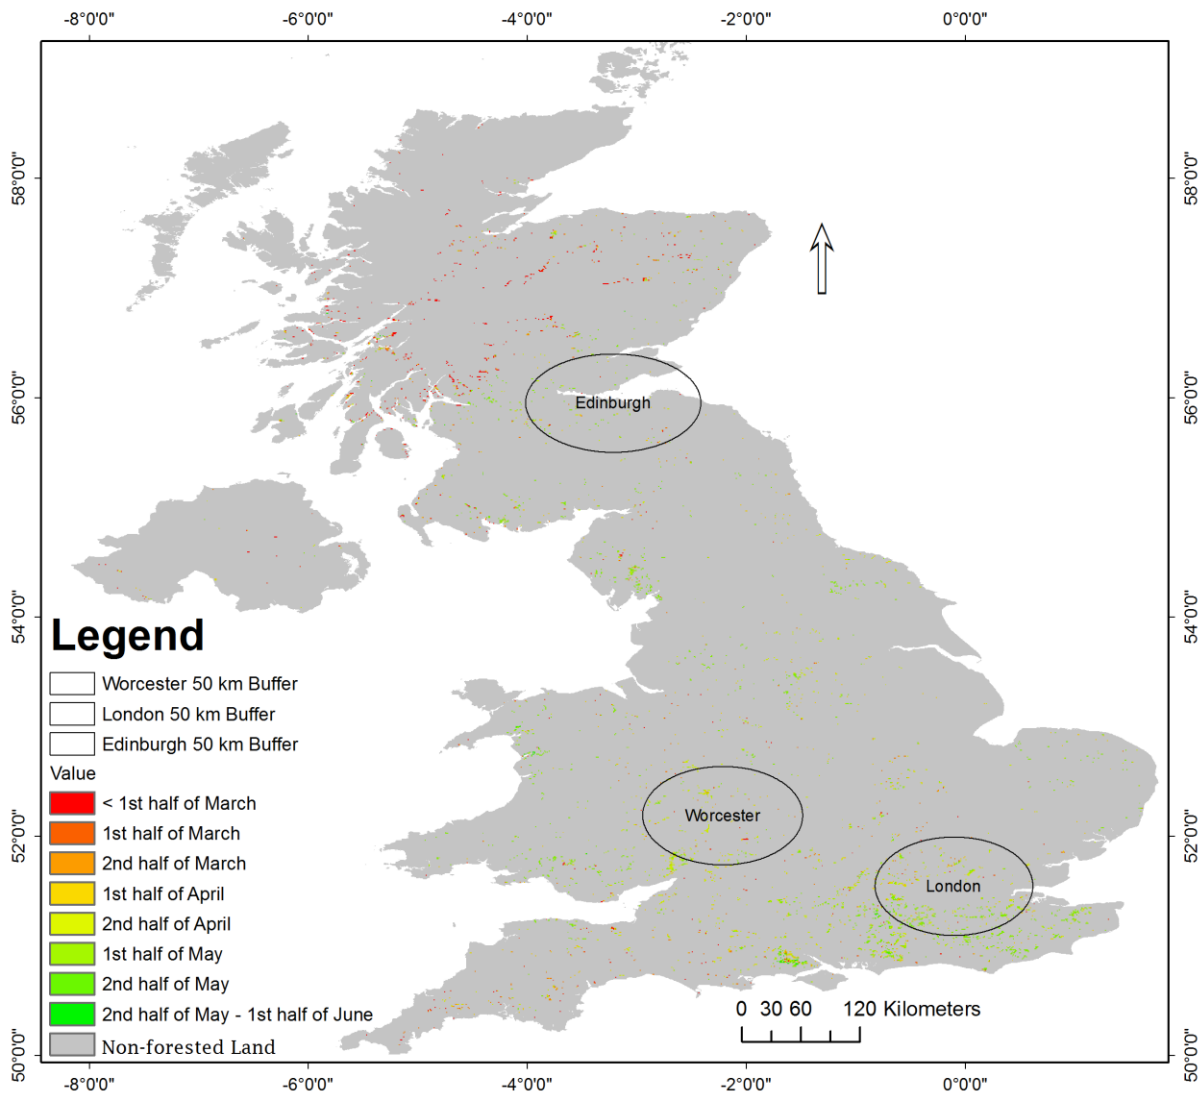 -8°0'0" -6°0'0" -4°0'0" -2°0'0" 0°0'0"
58°0'0" 58°0'0"
56°0'0" 56°0'0"
Edinburgh
54°0'0" 54°0'0"
Legend
Worcester 50 km Buffer
London 50 km Buffer
Edinburgh 50 km Buffer
Value
< 1st half of March
1st half of March
2nd half of March
1st half of April
2nd half of April
1st half of May
2nd half of May
2nd half of May - 1st half of June
Non-forested Land
Worcester
52°0'0" 52°0'0"
London
0 30 60 120 Kilometers
50°0'0" 50°0'0"
-8°0'0" -6°0'0" -4°0'0" -2°0'0" 0°0'0"